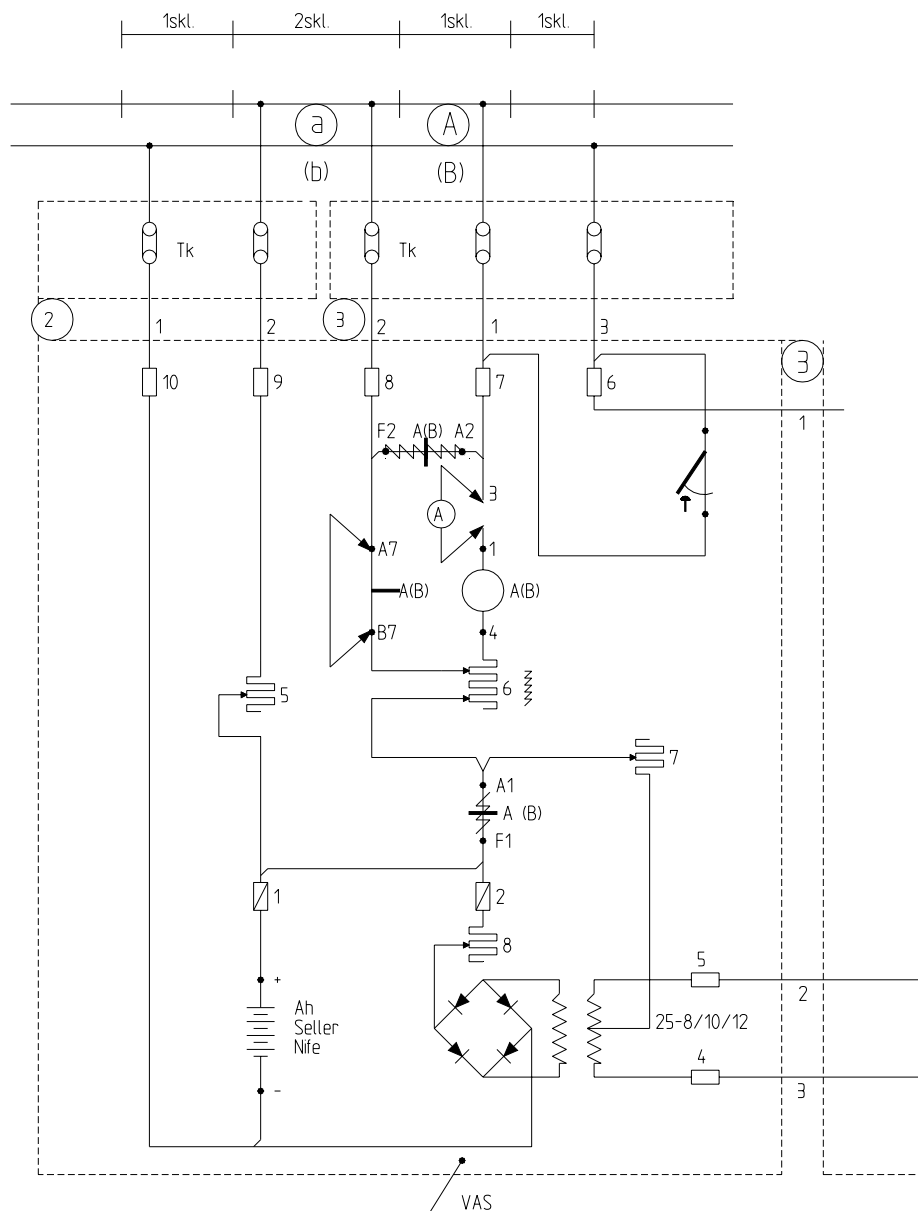 1skl. 2skl. 1skl. 1skl.
a A
(b) (B)
Tk Tk
2 3
1 2 2 1 3
3
10 9 8 7 6
1
F2 A(B) A2
3
A
A7 1
A(B) A(B)
B7 4
5 6
7
A1
A (B)
F1
1 2
8
5
+
2
Ah
Seller
Nife
25-8/10/12
4
-
3
VAS